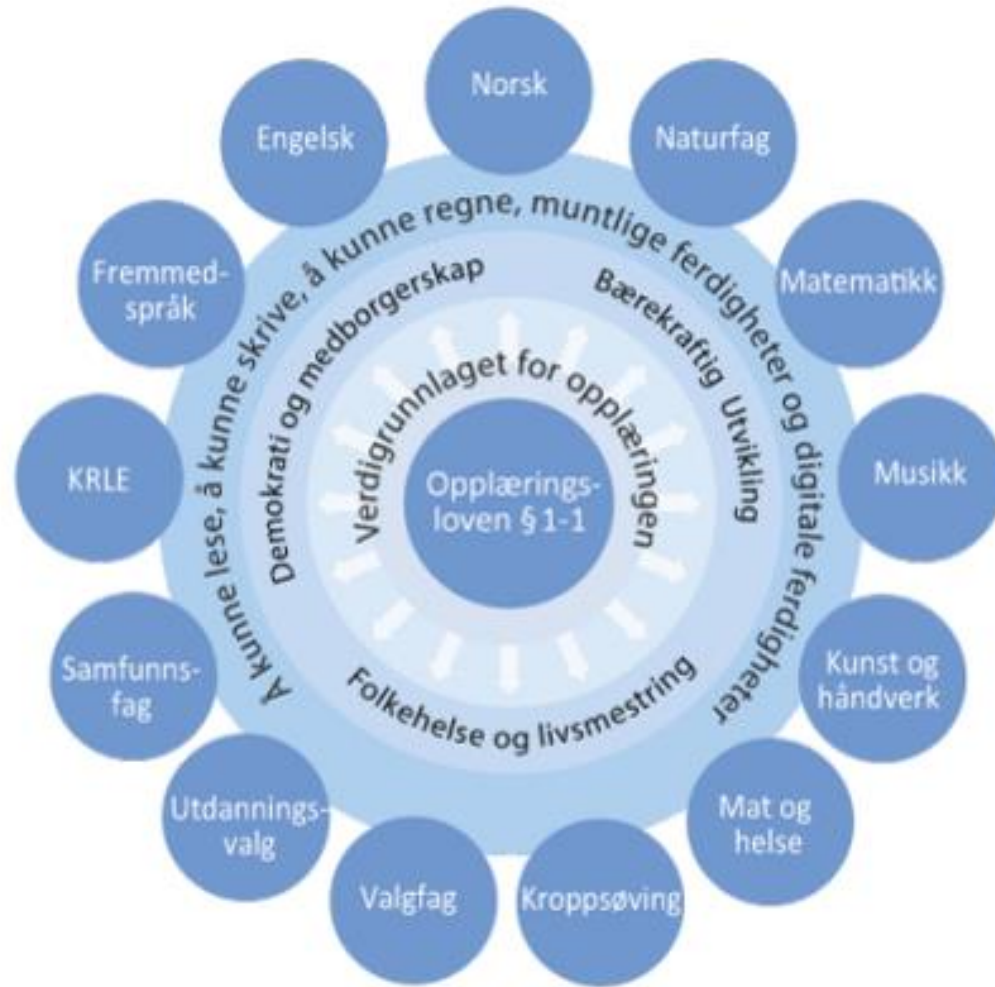 Norsk
Naturfag
Matematikk
Musikk
Kunst og
håndverk
Mat og
helse
Kroppsøving
Valgfag
Utdannings-
valg
Samfunns-
fag
KRLE
Fremmed-
språk
Engelsk
Å kunne lese, å kunne skrive, å kunne regne, muntlige ferdigheter og digitale ferdigheter
Demokrati og medborgerskap
Bærekraftig Utvikling
Folkehelse og livsmestring
Verdigrunnlaget for opplæringen
Opplærings-
loven § 1-1